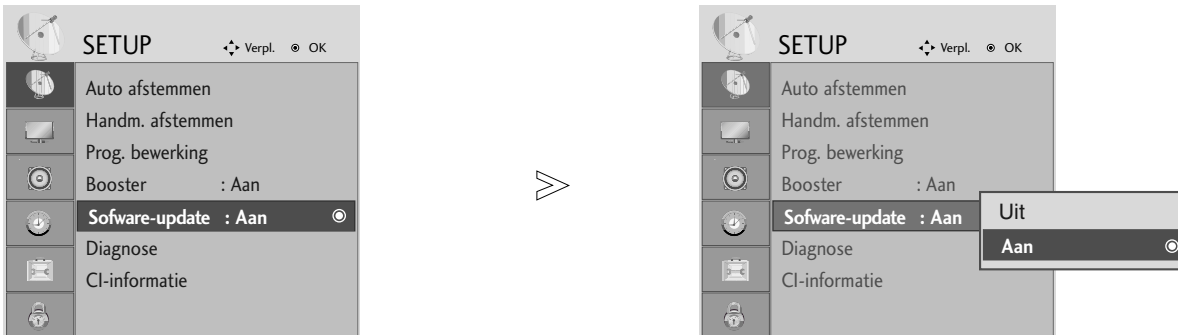 SETUP Verpl. OK
Auto afstemmen
Handm. afstemmen
Prog. bewerking
Booster : Aan
Sofware-update : Aan
Diagnose
CI-informatie
SETUP Verpl. OK
Auto afstemmen
Handm. afstemmen
Prog. bewerking
Booster : Aan
Sofware-update : Aan
Diagnose
CI-informatie
Uit
Aan